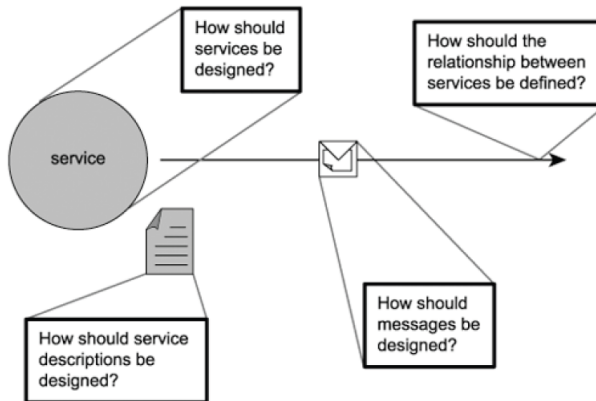 How should
services be
designed?
How should the
relationship between
services be defined?
service
How should
messages be
designed?
How should service
descriptions be
designed?